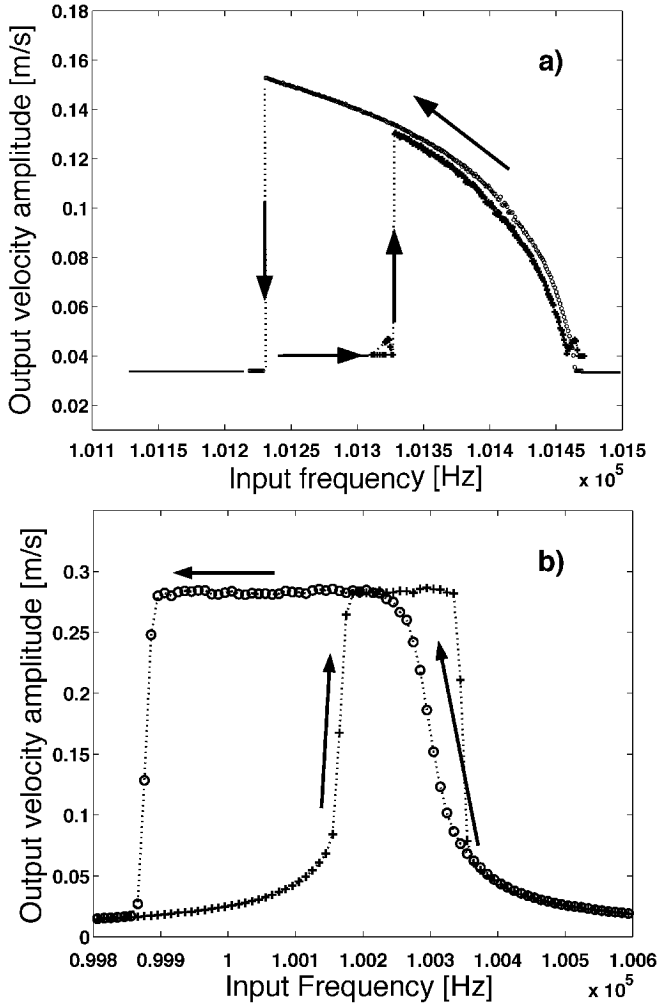 0.18
0.16
0.14
0.12
0.1
0.08
0.06
0.04
0.02
Output velocity amplitude [m/s]
a)
1.011 1.0115 1.012 1.0125 1.013 1.0135 1.014 1.0145 1.015
Input frequency [Hz]
x 10^5
0.3
0.25
0.2
0.15
0.1
0.05
0
Output velocity amplitude [m/s]
b)
0.998 0.999 1 1.001 1.002 1.003 1.004 1.005 1.006
Input Frequency [Hz]
x 10^5